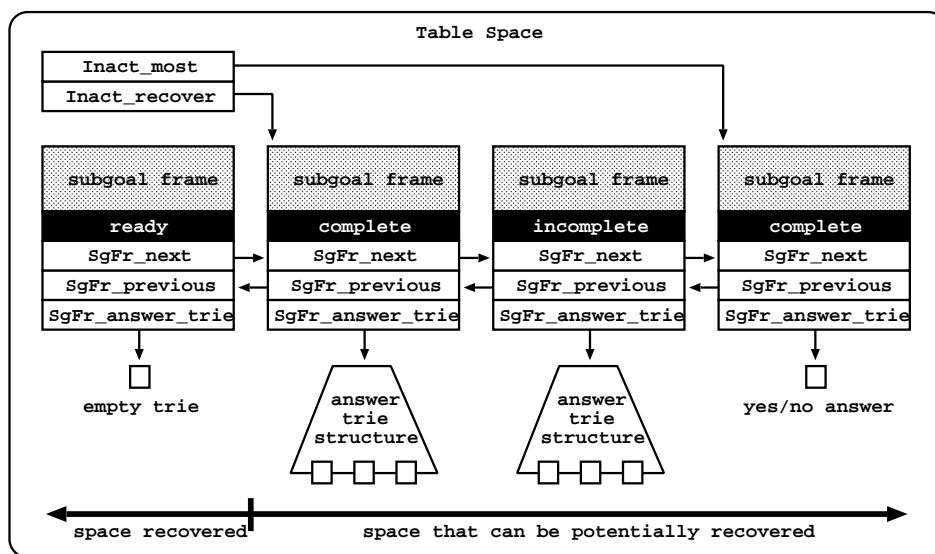 Table Space
Inact_most
Inact_recover
subgoal frame
ready
SgFr_next
SgFr_previous
SgFr_answer_trie
empty trie
subgoal frame
complete
SgFr_next
SgFr_previous
SgFr_answer_trie
answer
trie
structure
subgoal frame
incomplete
SgFr_next
SgFr_previous
SgFr_answer_trie
answer
trie
structure
subgoal frame
complete
SgFr_next
SgFr_previous
SgFr_answer_trie
yes/no answer
space recovered
space that can be potentially recovered